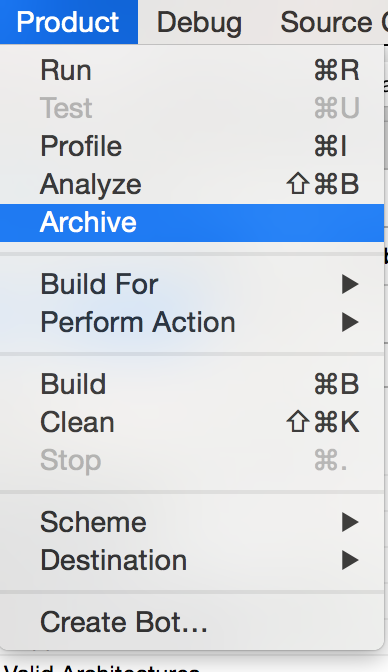 Product Debug Source
Run ⌘R
Test ⌘U
Profile ⌘I
Analyze ⇧⌘B
Archive
Build For ▶
Perform Action ▶
Build ⌘B
Clean ⇧⌘K
Stop ⌘.
Scheme ▶
Destination ▶
Create Bot...
Valid Architectures